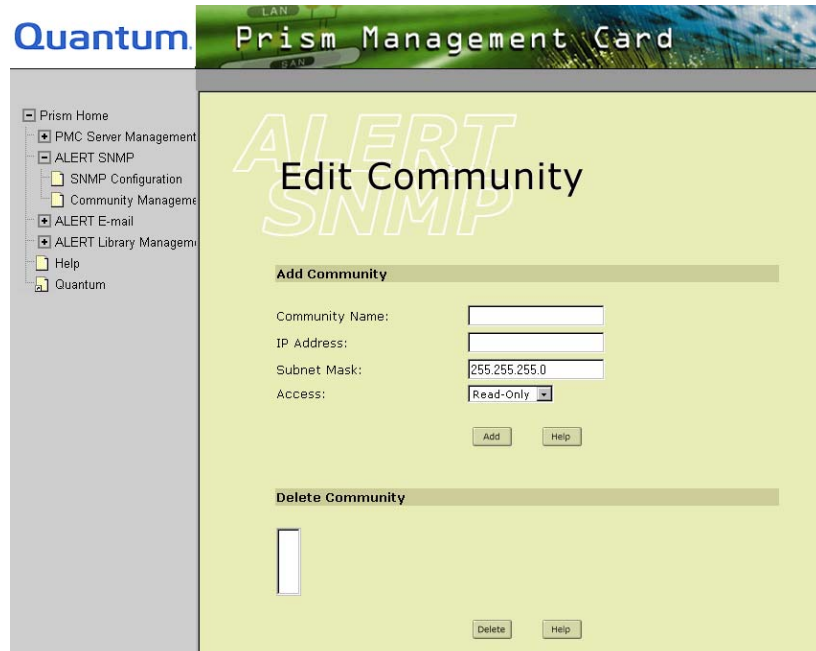 Quantum.
LAN
Prism Management Card
SAN
Prism Home
PMC Server Management
ALERT SNMP
SNMP Configuration
Community Manageme
ALERT E-mail
ALERT Library Managem
Help
Quantum
ALERT
SNMP
Edit Community
Add Community
Community Name:
IP Address:
Subnet Mask: 255.255.255.0
Access: Read-Only
Add Help
Delete Community
Delete Help